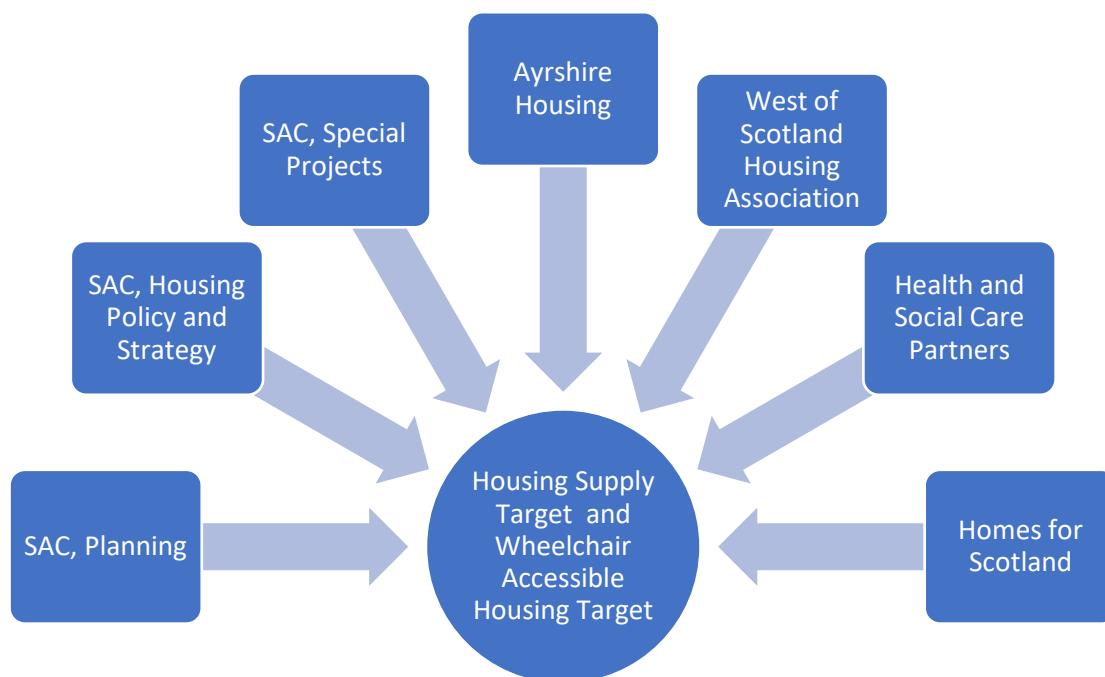 Ayrshire
Housing
SAC, Special
Projects
West of
Scotland
Housing
Association
SAC, Housing
Policy and
Strategy
Health and
Social Care
Partners
SAC, Planning
Housing Supply
Target and
Wheelchair
Accessible
Housing Target
Homes for
Scotland